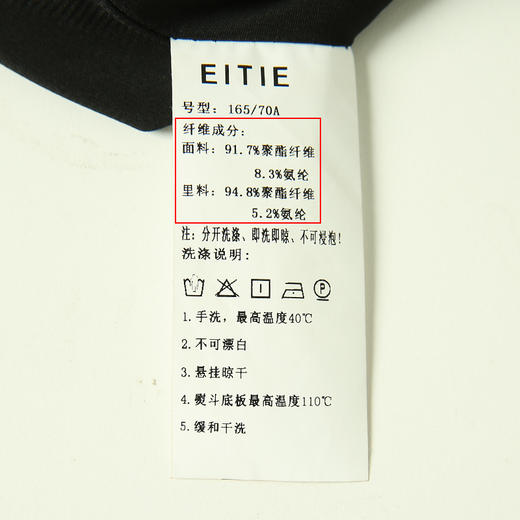 EITIE
号型: 165/70A
纤维成分:
面料: 91.7%聚酯纤维
8.3%氨纶
里料: 94.8%聚酯纤维
5.2%氨纶
注: 分开洗涤、即洗即晾、不可浸泡!
洗涤说明:
1.手洗，最高温度40℃
2.不可漂白
3.悬挂晾干
4.熨斗底板最高温度110℃
5.缓和干洗